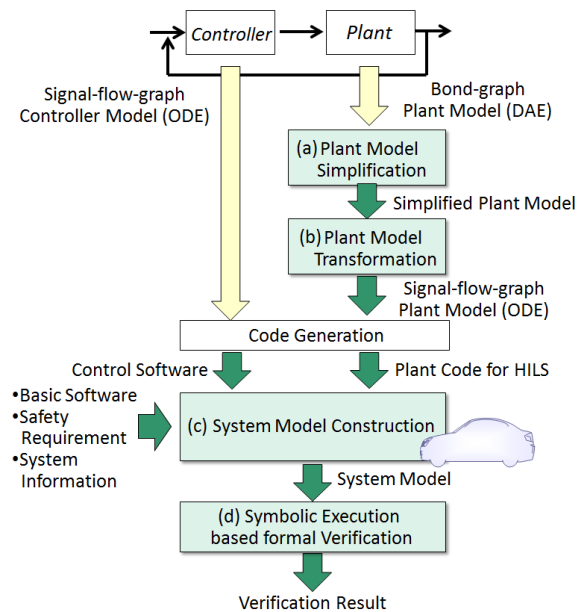 Controller
Plant
Signal-flow-graph
Controller Model (ODE)
Bond-graph
Plant Model (DAE)
(a) Plant Model
Simplification
Simplified Plant Model
(b) Plant Model
Transformation
Signal-flow-graph
Plant Model (ODE)
Code Generation
Control Software
Plant Code for HILS
•Basic Software
•Safety
Requirement
•System
Information
(c) System Model Construction
System Model
(d) Symbolic Execution
based formal Verification
Verification Result